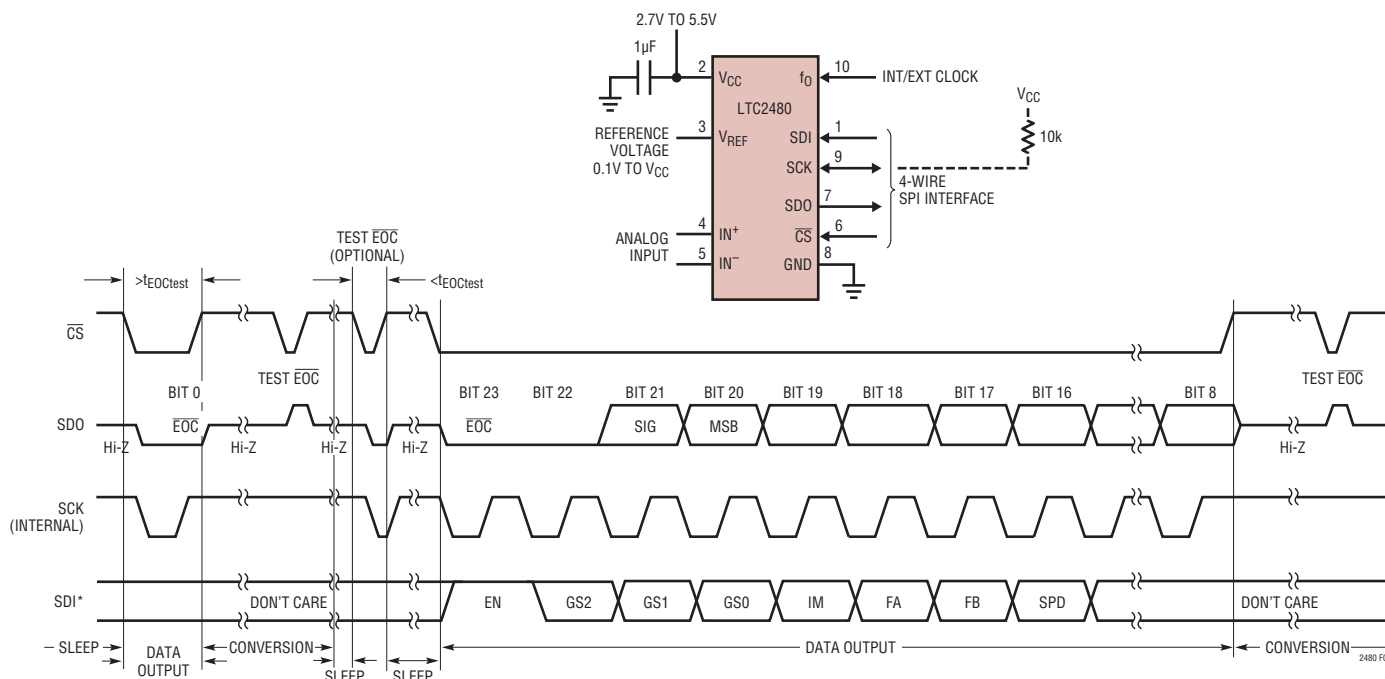 2.7V TO 5.5V
1µF
2
VCC
fO
10
INT/EXT CLOCK
LTC2480
VCC
10k
REFERENCE
VOLTAGE
0.1V TO VCC
3
VREF
SDI
1
SCK
9
SDO
7
4-WIRE
SPI INTERFACE
ANALOG
INPUT
4
IN+
5
IN–
CS
6
GND
8
TEST EOC
(OPTIONAL)
>tEOCtest
<tEOCtest
CS
BIT 0
TEST EOC
BIT 23
BIT 22
BIT 21
BIT 20
BIT 19
BIT 18
BIT 17
BIT 16
BIT 8
TEST EOC
SDO
EOC
EOC
SIG
MSB
Hi-Z
Hi-Z
Hi-Z
Hi-Z
Hi-Z
SCK
(INTERNAL)
SDI*
DON'T CARE
EN
GS2
GS1
GS0
IM
FA
FB
SPD
DON'T CARE
SLEEP
DATA
OUTPUT
CONVERSION
SLEEP
SLEEP
DATA OUTPUT
CONVERSION